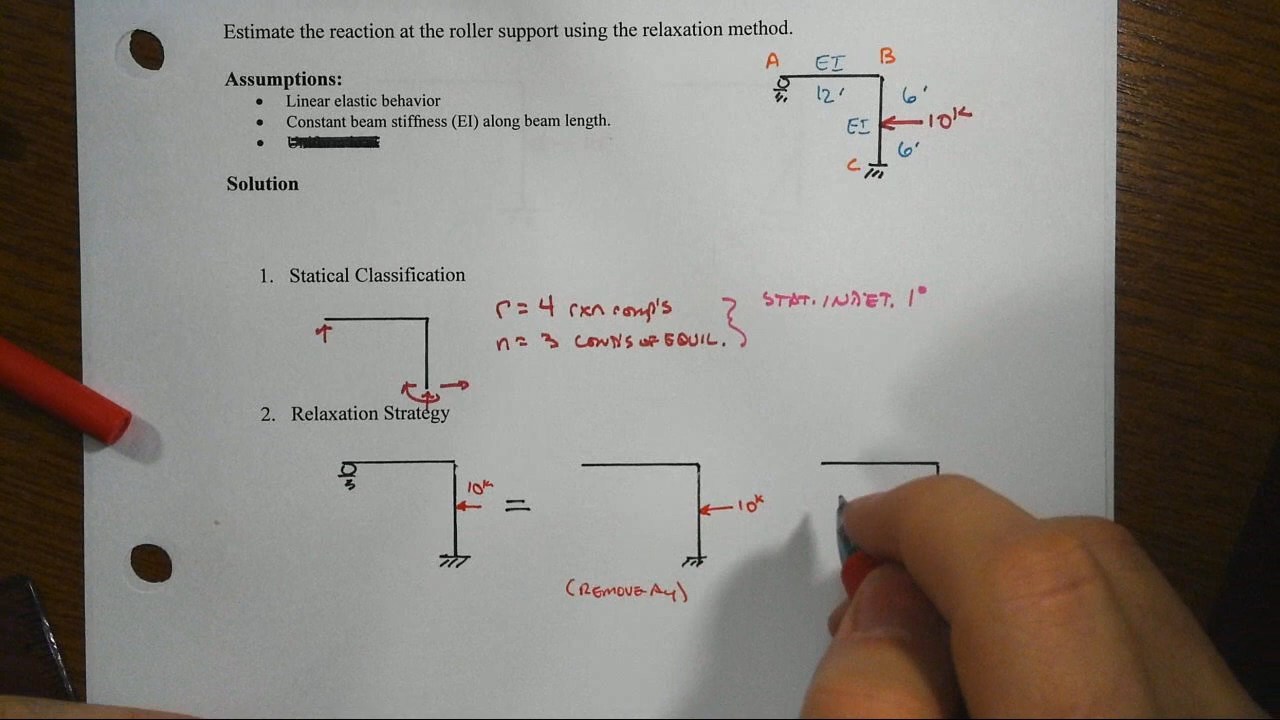 Estimate the reaction at the roller support using the relaxation method.
A EI B
12' 6'
EI 10K
6'
C
Assumptions:
• Linear elastic behavior
• Constant beam stiffness (EI) along beam length.
•
Solution
1. Statical Classification
r = 4 rxn comp's
n = 3 CONDN'S OF EQUIL.
STAT. INDET. 1°
2. Relaxation Strategy
10K = 10K
(REMOVE Ay)